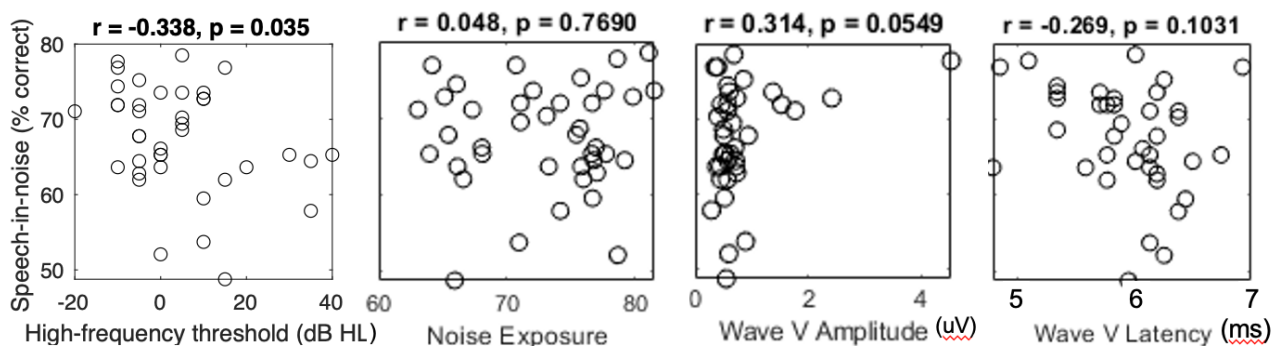 r = -0.338, p = 0.035
r = 0.048, p = 0.7690
r = 0.314, p = 0.0549
r = -0.269, p = 0.1031
Speech-in-noise (% correct)
80
70
60
50
-20 0 20 40
60 70 80
0 2 4
5 6 7
High-frequency threshold (dB HL)
Noise Exposure
Wave V Amplitude (uV)
Wave V Latency (ms)